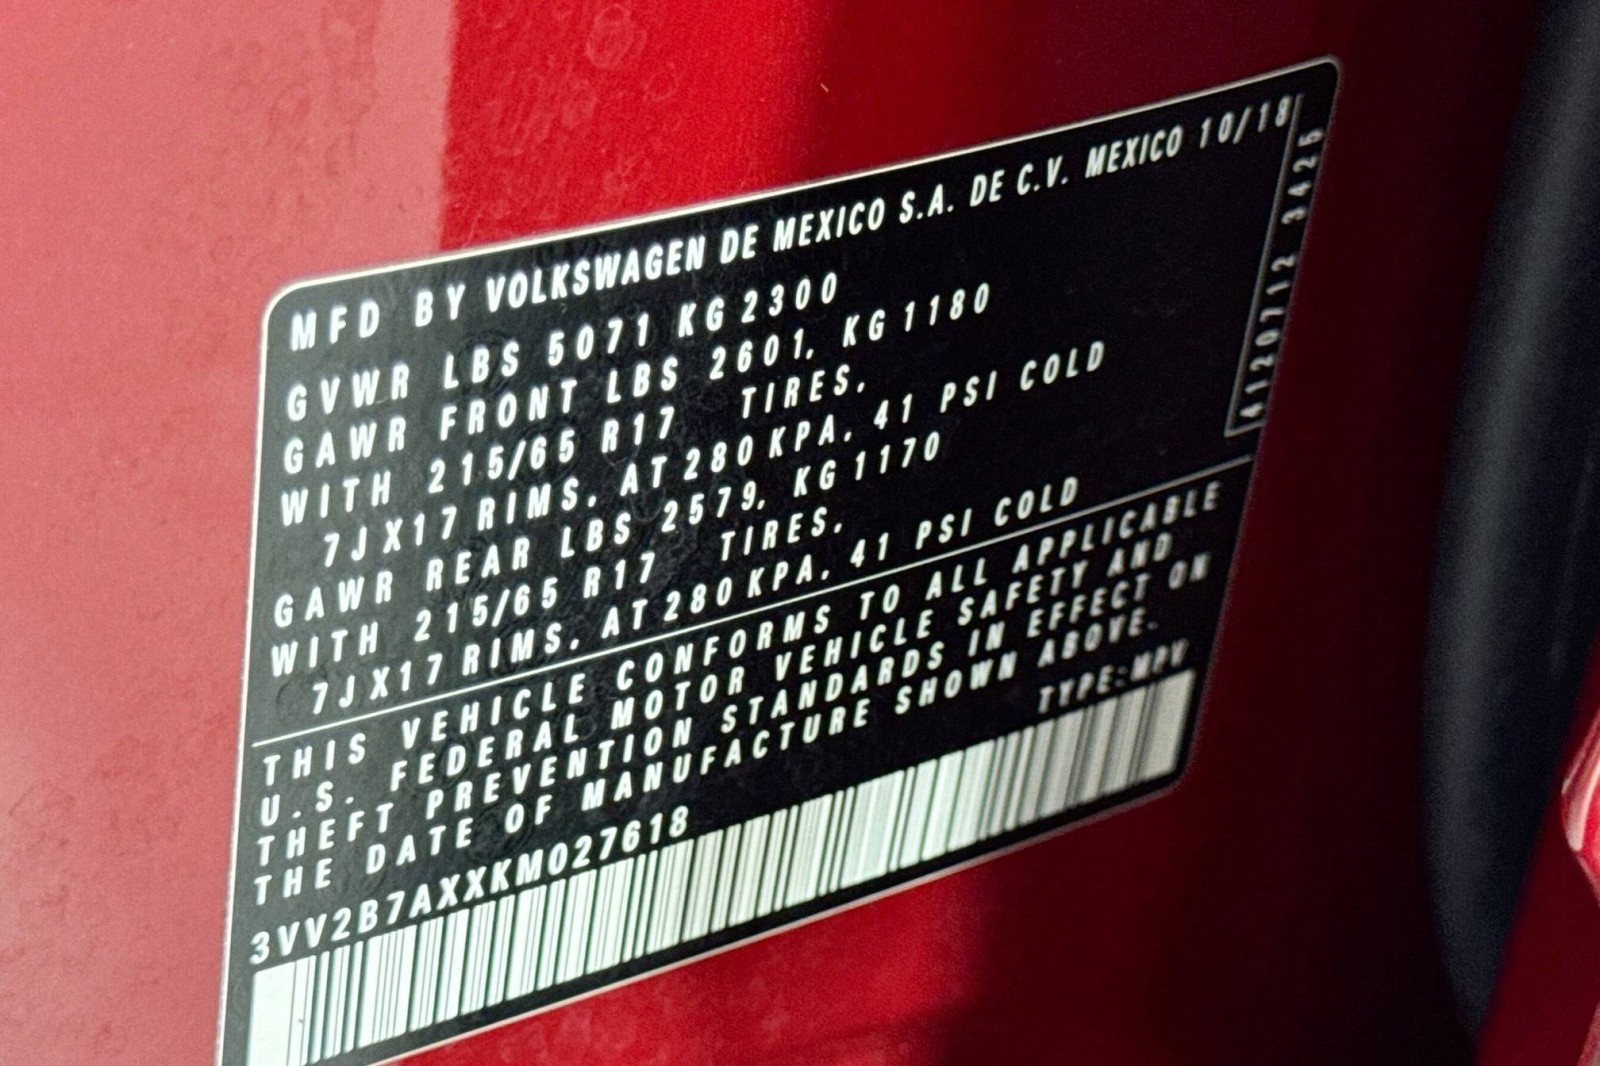 MFD BY VOLKSWAGEN DE MEXICO S.A. DE C.V. MEXICO 10/18
GVWR LBS 5071 KG 2300
GAWR FRONT LBS 2601, KG 1180
WITH 215/65 R17 TIRES,
7JX17 RIMS, AT 280 KPA, 41 PSI COLD
GAWR REAR LBS 2579, KG 1170
WITH 215/65 R17 TIRES,
7JX17 RIMS, AT 280 KPA, 41 PSI COLD
THIS VEHICLE CONFORMS TO ALL APPLICABLE
U.S. FEDERAL MOTOR VEHICLE SAFETY AND
THEFT PREVENTION STANDARDS IN EFFECT ON
THE DATE OF MANUFACTURE SHOWN ABOVE.
TYPE:MPV
3VV2B7AXXKM027618
4120712 3425